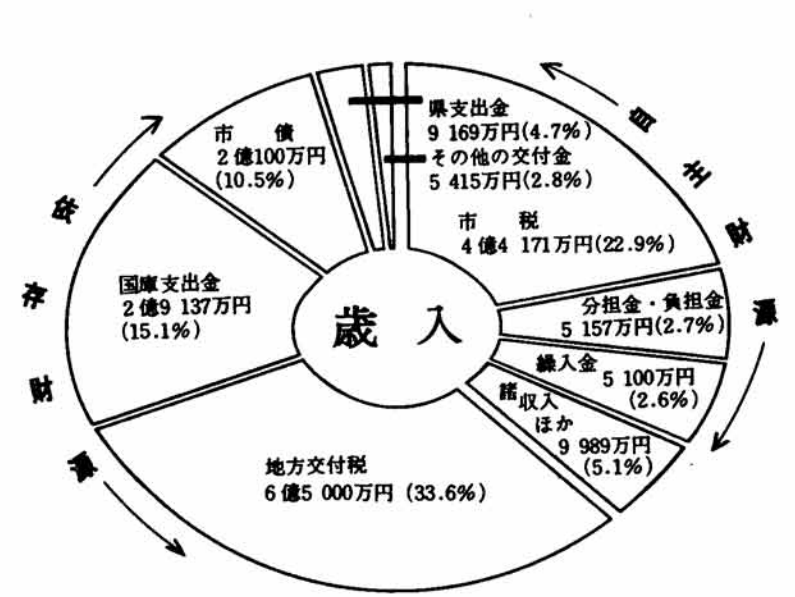 歳入
自主財源
市　税
4億4 171万円(22.9%)
分担金・負担金
5 157万円(2.7%)
繰入金
5 100万円
(2.6%)
諸収入
ほか
9 989万円
(5.1%)
依存財源
地方交付税
6億5 000万円 (33.6%)
国庫支出金
2億9 137万円
(15.1%)
市　債
2億100万円
(10.5%)
県支出金
9 169万円(4.7%)
その他の交付金
5 415万円(2.8%)